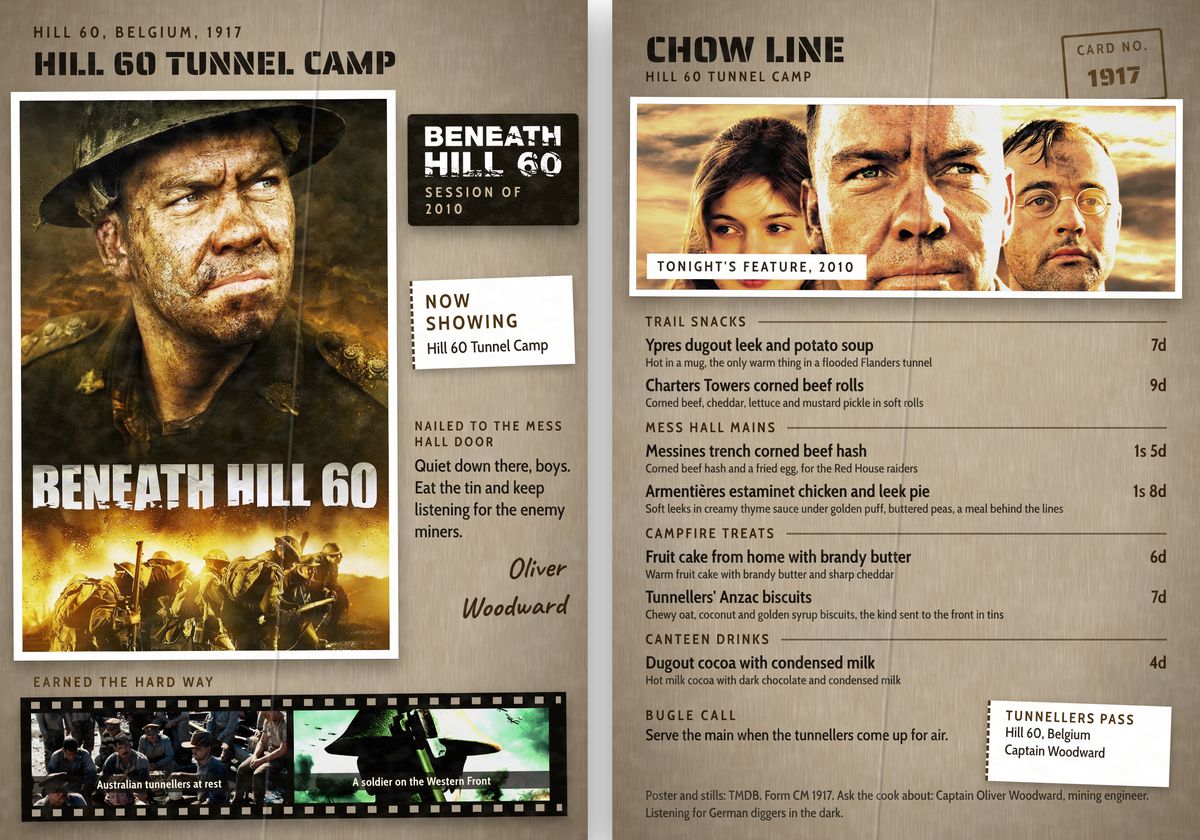 HILL 60, BELGIUM, 1917
HILL 60 TUNNEL CAMP
BENEATH
HILL 60
SESSION OF
2010
NOW
SHOWING
Hill 60 Tunnel Camp
NAILED TO THE MESS
HALL DOOR
Quiet down there, boys.
Eat the tin and keep
listening for the enemy
miners.
Oliver
Woodward
BENEATH HILL 60
EARNED THE HARD WAY
Australian tunnellers at rest
A soldier on the Western Front
CHOW LINE
HILL 60 TUNNEL CAMP
CARD NO.
1917
TONIGHT'S FEATURE, 2010
TRAIL SNACKS
Ypres dugout leek and potato soup 7d
Hot in a mug, the only warm thing in a flooded Flanders tunnel
Charters Towers corned beef rolls 9d
Corned beef, cheddar, lettuce and mustard pickle in soft rolls
MESS HALL MAINS
Messines trench corned beef hash 1s 5d
Corned beef hash and a fried egg, for the Red House raiders
Armentières estaminet chicken and leek pie 1s 8d
Soft leeks in creamy thyme sauce under golden puff, buttered peas, a meal behind the lines
CAMPFIRE TREATS
Fruit cake from home with brandy butter 6d
Warm fruit cake with brandy butter and sharp cheddar
Tunnellers' Anzac biscuits 7d
Chewy oat, coconut and golden syrup biscuits, the kind sent to the front in tins
CANTEEN DRINKS
Dugout cocoa with condensed milk 4d
Hot milk cocoa with dark chocolate and condensed milk
BUGLE CALL
Serve the main when the tunnellers come up for air.
TUNNELLERS PASS
Hill 60, Belgium
Captain Woodward
Poster and stills: TMDB. Form CM 1917. Ask the cook about: Captain Oliver Woodward, mining engineer.
Listening for German diggers in the dark.